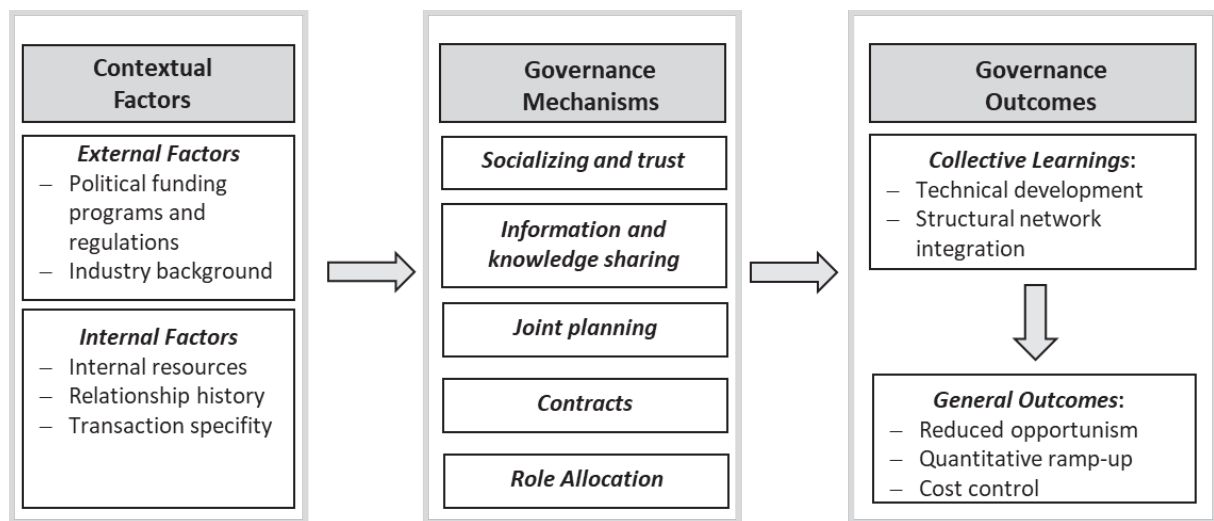 Contextual
Factors
External Factors
– Political funding
programs and
regulations
– Industry background
Internal Factors
– Internal resources
– Relationship history
– Transaction specifity
Governance
Mechanisms
Socializing and trust
Information and
knowledge sharing
Joint planning
Contracts
Role Allocation
Governance
Outcomes
Collective Learnings:
– Technical development
– Structural network
integration
General Outcomes:
– Reduced opportunism
– Quantitative ramp-up
– Cost control